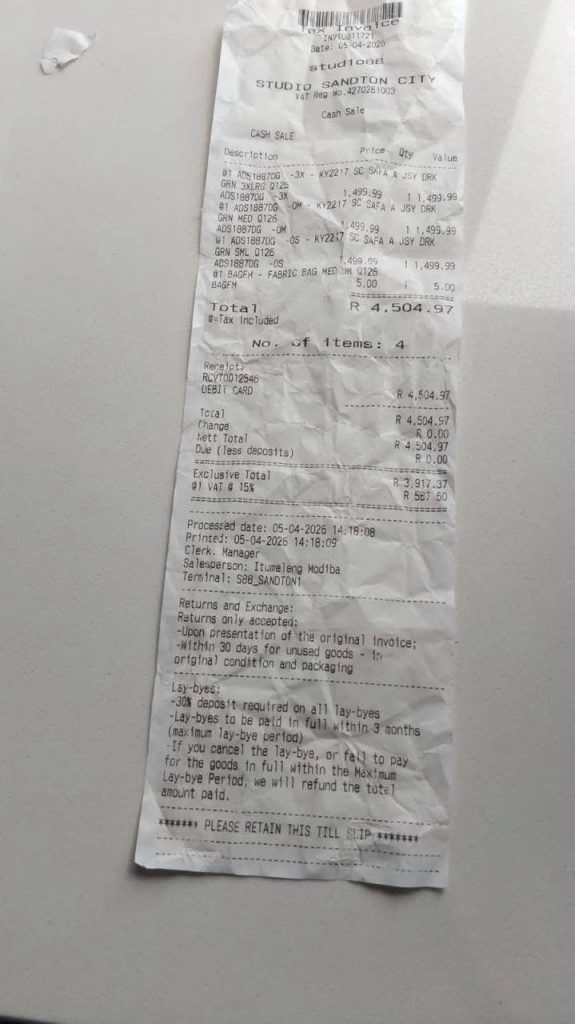 Tax Invoice
INVT0011721
Date: 05-04-2026
studio88
STUDIO SANDTON CITY
VAT Reg No.4270261003
Cash Sale
CASH SALE
Description Price Qty Value
@1 ADS1887DG -3X - KY2217 SC SAFA A JSY DRK
GRN 3XLRG Q126
ADS1887DG -3X 1,499.99 1 1,499.99
@1 ADS1887DG -0M - KY2217 SC SAFA A JSY DRK
GRN MED Q126
ADS1887DG -0M 1,499.99 1 1,499.99
@1 ADS1887DG -0S - KY2217 SC SAFA A JSY DRK
GRN SML Q126
ADS1887DG -0S 1,499.99 1 1,499.99
@1 BAGFM - FABRIC BAG MEDIUM Q126
BAGFM 5.00 1 5.00
Total R 4,504.97
@=Tax included
No. of items: 4
Receipt:
RCVT0012546
DEBIT CARD R 4,504.97
Total R 4,504.97
Change R 0.00
Nett Total R 4,504.97
Due (less deposits) R 0.00
Exclusive Total R 3,917.37
@1 VAT @ 15% R 587.60
Processed date: 05-04-2026 14:18:08
Printed: 05-04-2026 14:18:09
Clerk. Manager
Salesperson: Itumeleng Modiba
Terminal: S88_SANDTON1
Returns and Exchange:
Returns only accepted:
-Upon presentation of the original invoice;
-Within 30 days for unused goods - in
original condition and packaging
Lay-byes:
-30% deposit required on all lay-byes
-Lay-byes to be paid in full within 3 months
(maximum lay-bye period)
-If you cancel the lay-bye, or fail to pay
for the goods in full within the Maximum
Lay-bye Period, we will refund the total
amount paid.
******* PLEASE RETAIN THIS TILL SLIP *******